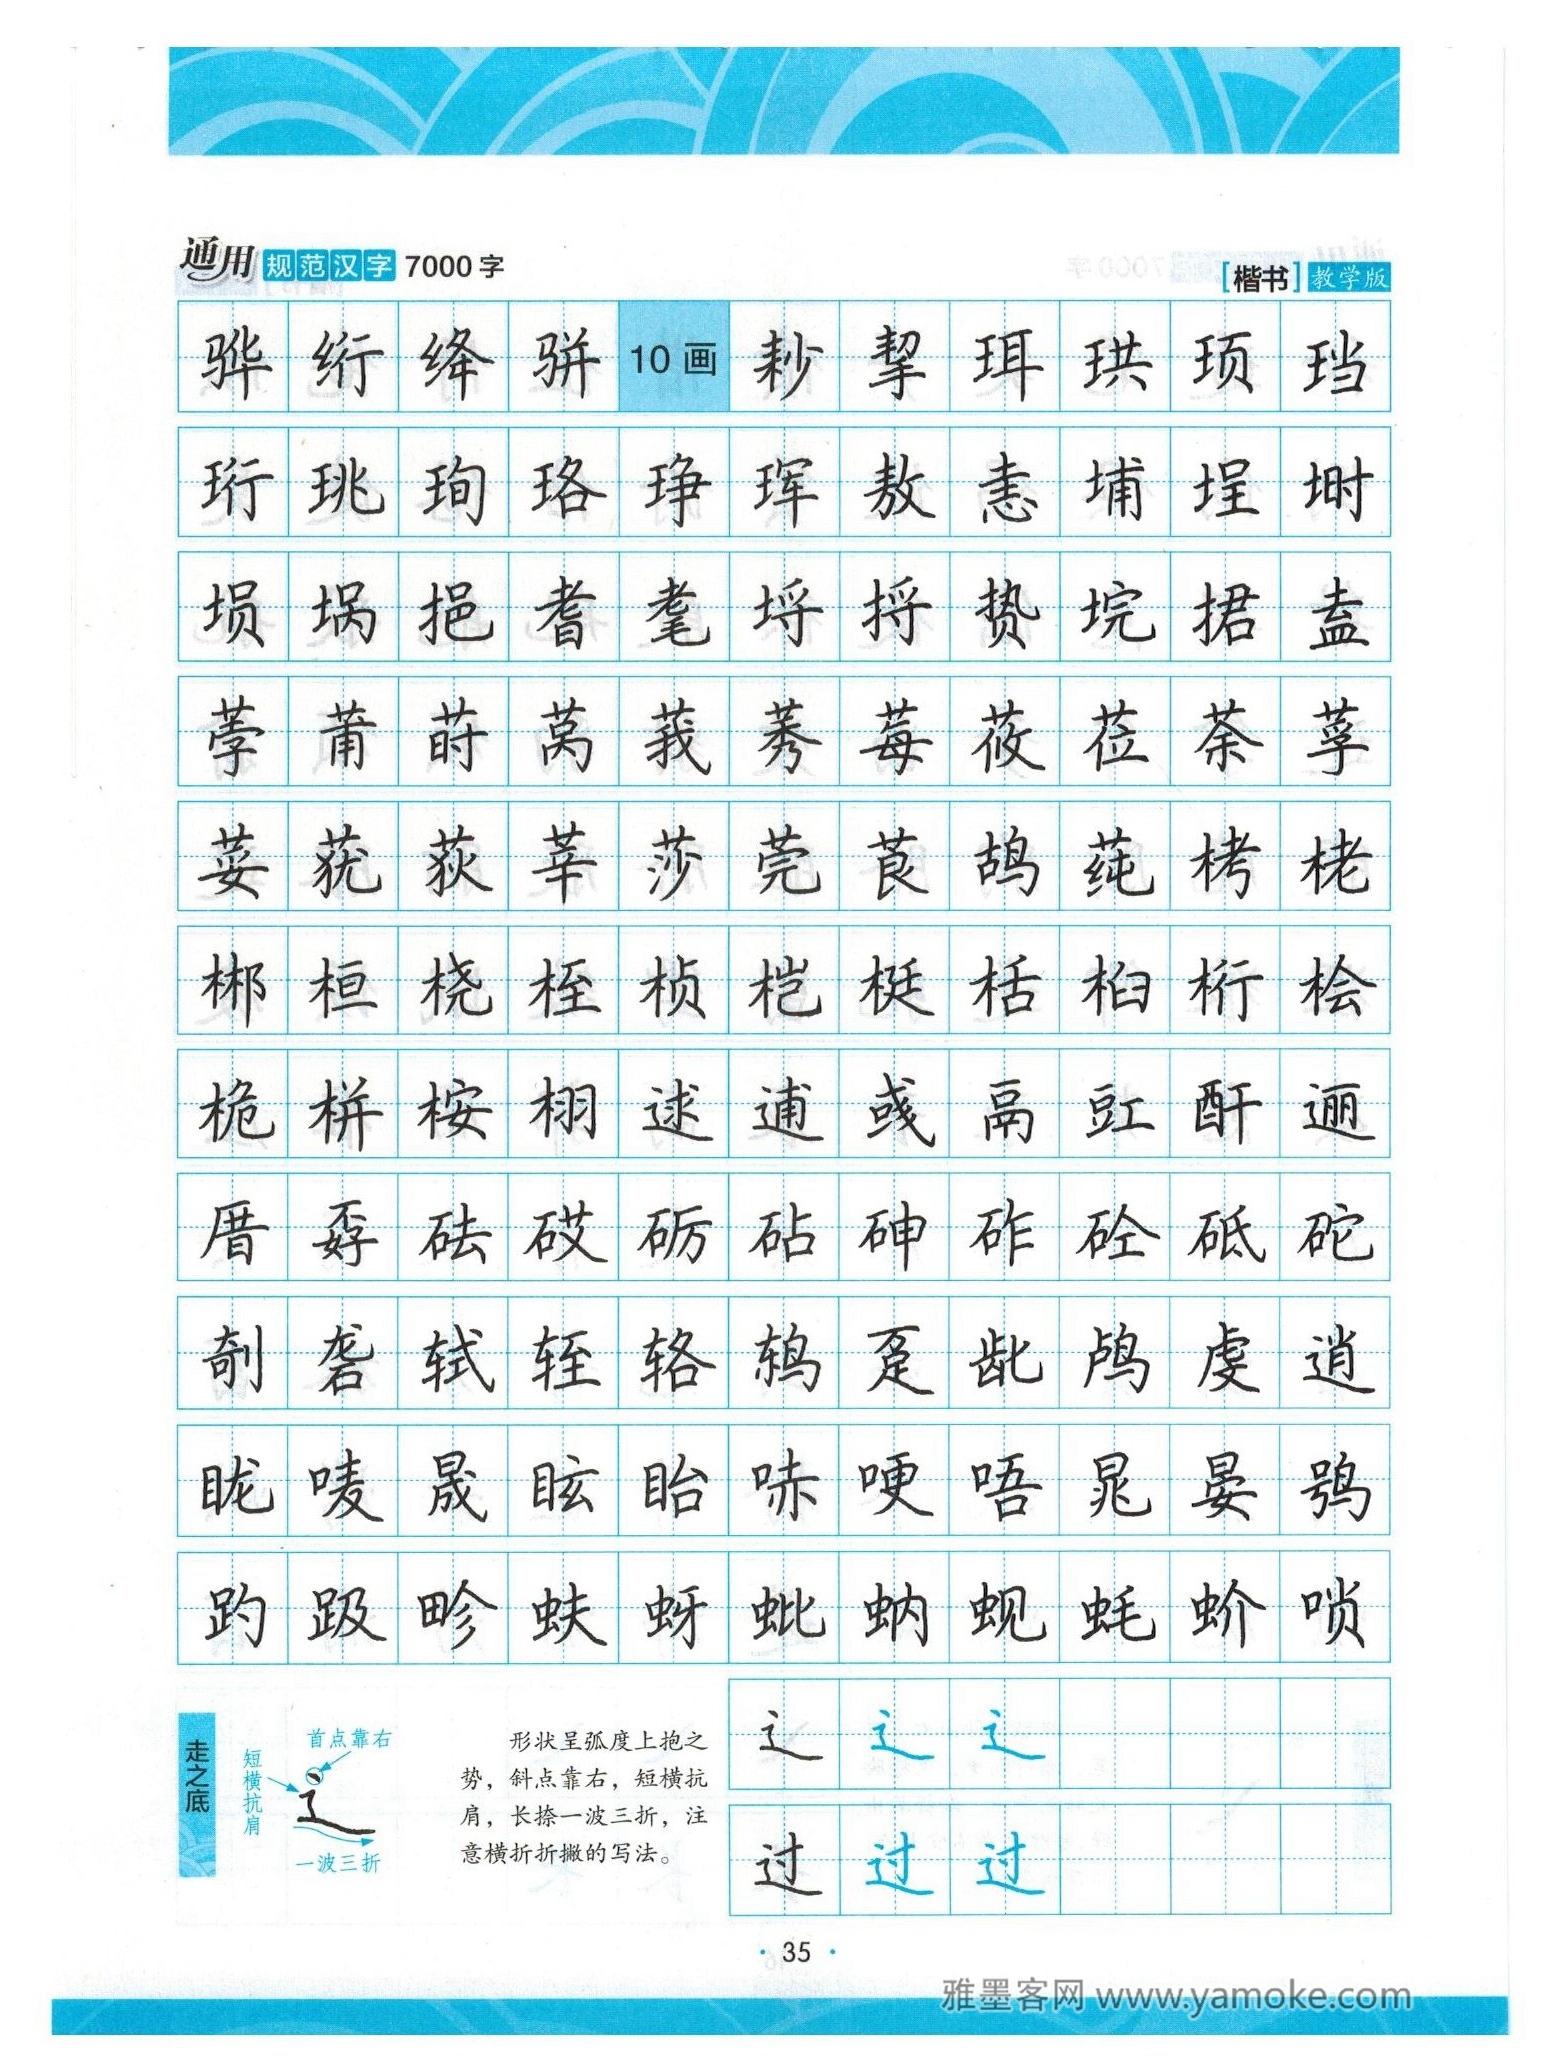 通用规范汉字7000字
[楷书]教学版
骅绗绛骈10画耖挈珥珙顼珰
珩珧珣珞琤珲敖恚埔埕埘
埙埚挹耆耄埒捋贽垸捃盍
荸莆莳莴莪莠莓莜莅荼莩
荽莸荻莘莎莞莨鸪莼栲栳
郴桓桡桎桢桤梃栝桕桁桧
桅栟桉栩逑逋彧鬲豇酐逦
厝孬砝砹砺砧砷砟砼砥砣
剞砻轼轾辂鸫趸龀鸬虔逍
眬唛晟眩眙哧哽唔晁晏鸮
趵趿畛蚨蚜蚍蚋蚬蚝蚧唢
走之底
首点靠右
短横抗肩
一波三折
形状呈弧度上抱之
势，斜点靠右，短横抗
肩，长捺一波三折，注
意横折折撇的写法。
辶辶辶
过过过
·35·
雅墨客网 www.yamoke.com